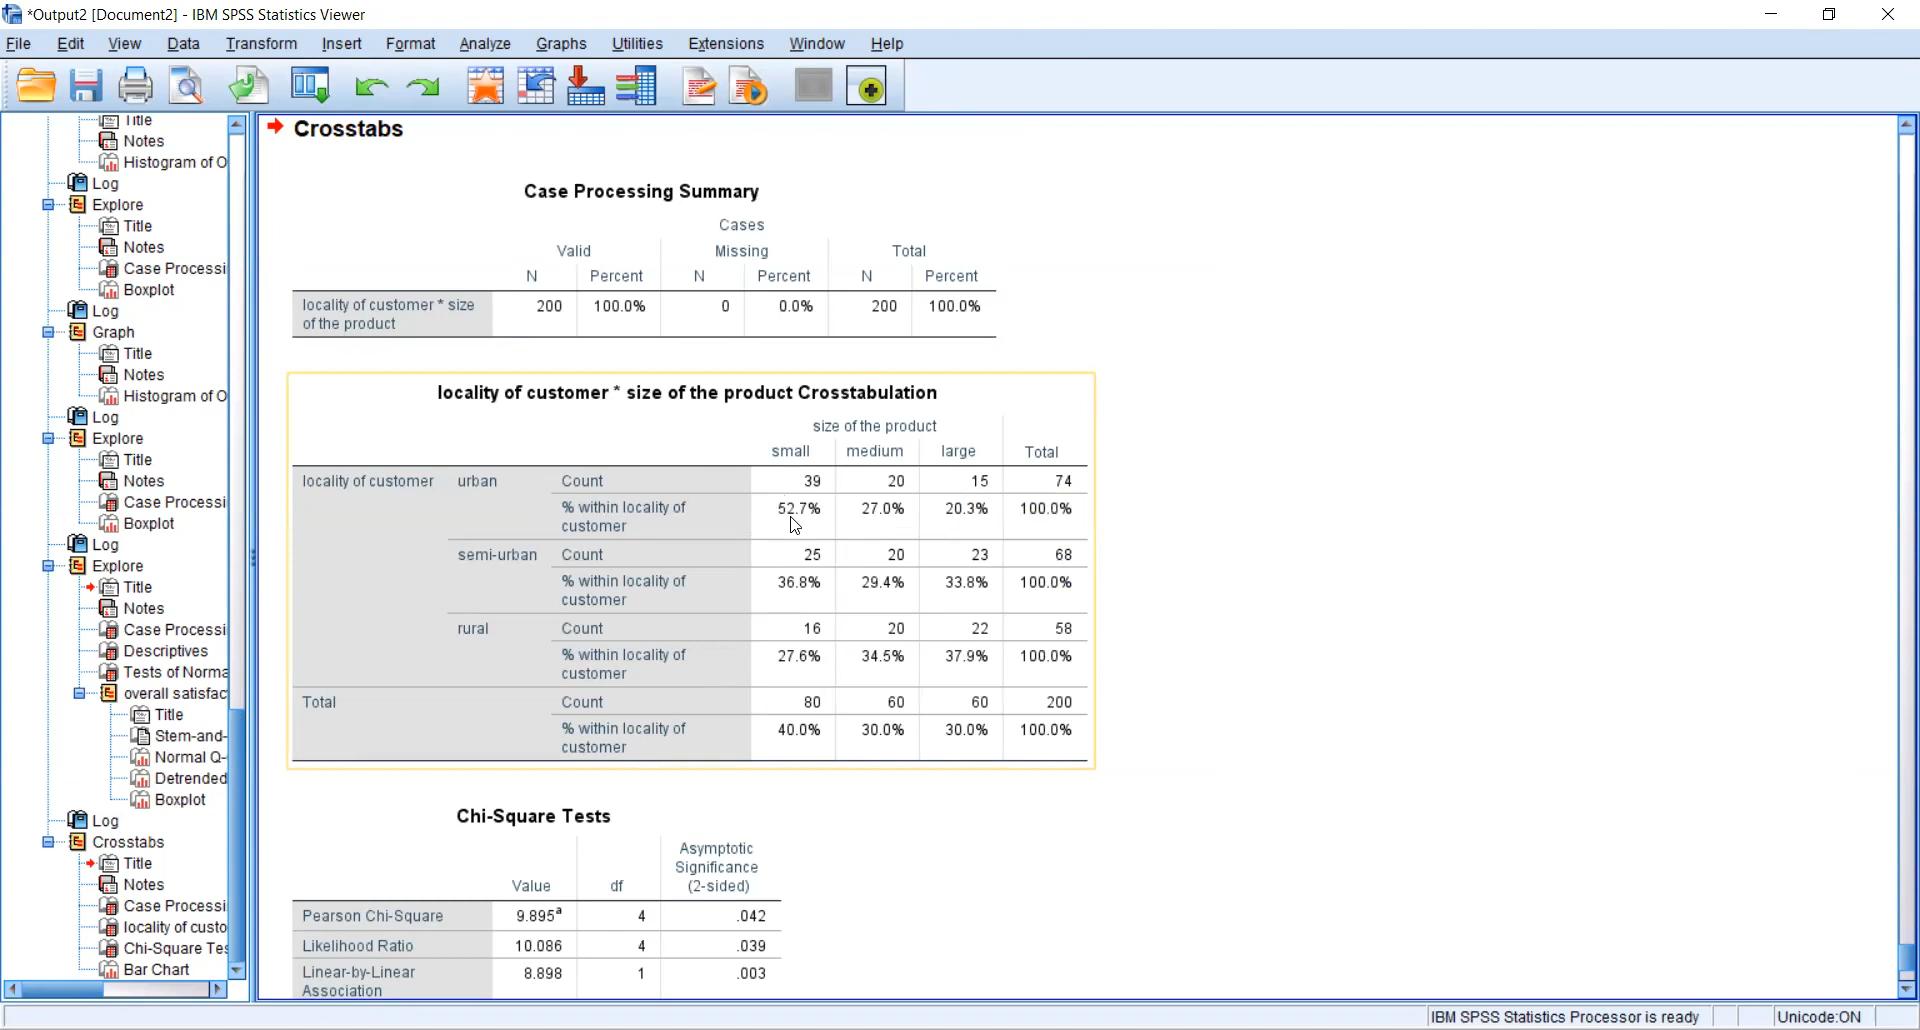 *Output2 [Document2] - IBM SPSS Statistics Viewer
File Edit View Data Transform Insert Format Analyze Graphs Utilities Extensions Window Help
Title
Notes
Histogram of O
Log
Explore
Title
Notes
Case Processi
Boxplot
Log
Graph
Title
Notes
Histogram of O
Log
Explore
Title
Notes
Case Processi
Boxplot
Log
Explore
Title
Notes
Case Processi
Descriptives
Tests of Norma
overall satisfac
Title
Stem-and-
Normal Q-
Detrended
Boxplot
Log
Crosstabs
Title
Notes
Case Processi
locality of custo
Chi-Square Tes
Bar Chart
Crosstabs
Case Processing Summary
Cases
Valid Missing Total
N Percent N Percent N Percent
locality of customer * size 200 100.0% 0 0.0% 200 100.0%
of the product
locality of customer * size of the product Crosstabulation
size of the product
small medium large Total
locality of customer urban Count 39 20 15 74
% within locality of 52.7% 27.0% 20.3% 100.0%
customer
semi-urban Count 25 20 23 68
% within locality of 36.8% 29.4% 33.8% 100.0%
customer
rural Count 16 20 22 58
% within locality of 27.6% 34.5% 37.9% 100.0%
customer
Total Count 80 60 60 200
% within locality of 40.0% 30.0% 30.0% 100.0%
customer
Chi-Square Tests
Asymptotic
Significance
Value df (2-sided)
Pearson Chi-Square 9.895a 4 .042
Likelihood Ratio 10.086 4 .039
Linear-by-Linear 8.898 1 .003
Association
IBM SPSS Statistics Processor is ready Unicode:ON